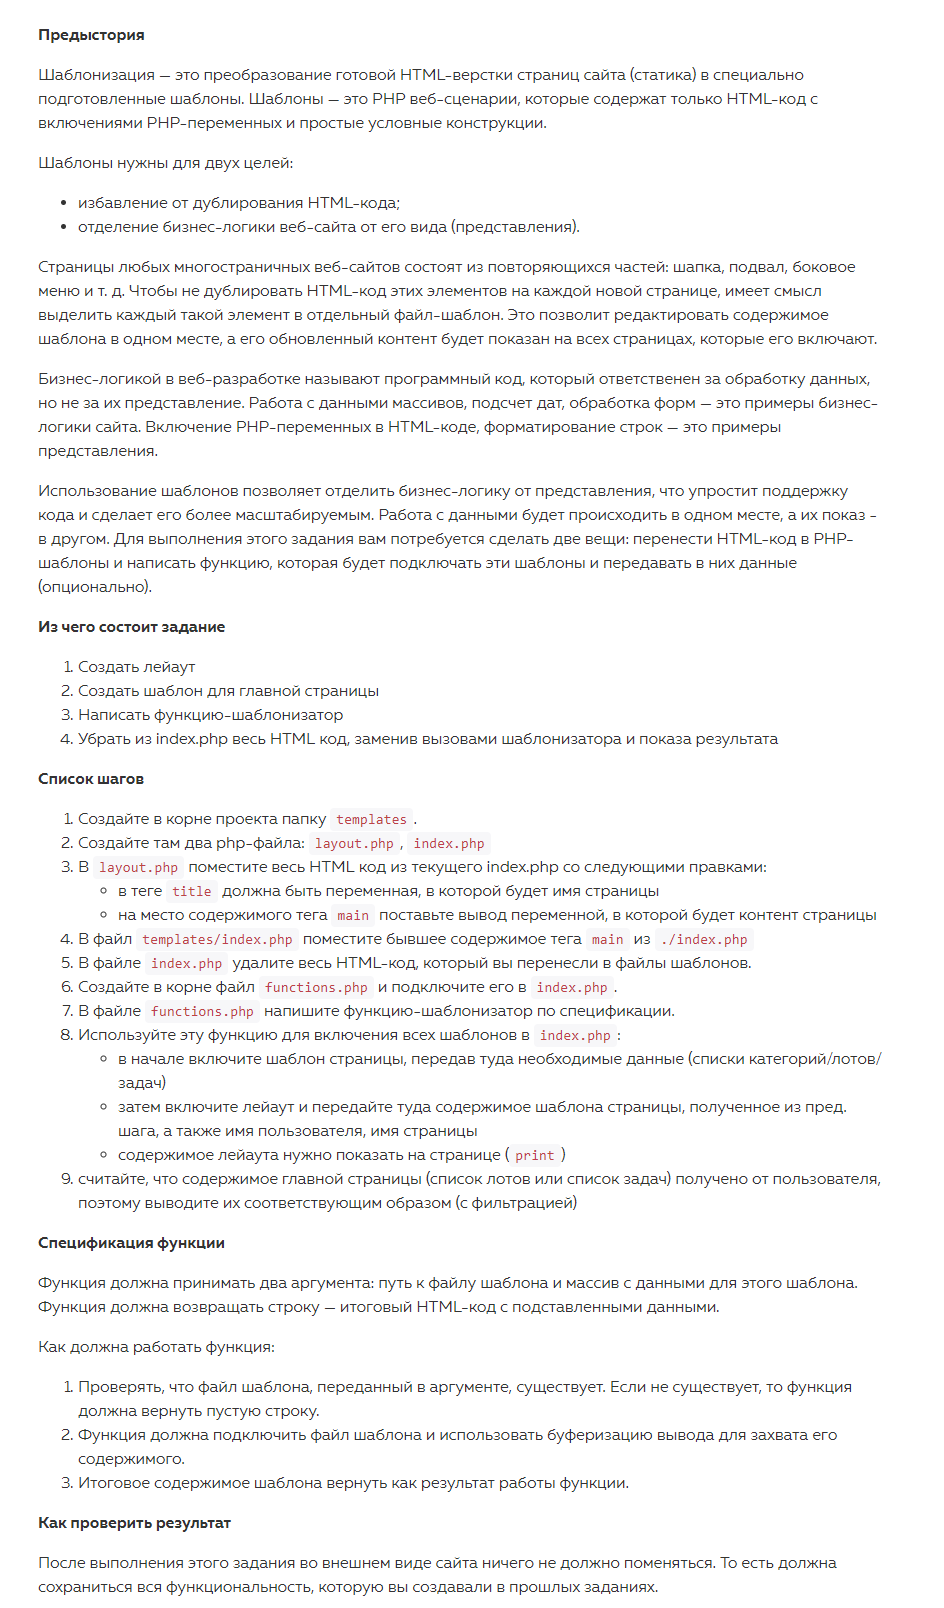 Предыстория
Шаблонизация — это преобразование готовой HTML-верстки страниц сайта (статика) в специально
подготовленные шаблоны. Шаблоны — это PHP веб-сценарии, которые содержат только HTML-код с
включениями PHP-переменных и простые условные конструкции.
Шаблоны нужны для двух целей:
• избавление от дублирования HTML-кода;
• отделение бизнес-логики веб-сайта от его вида (представления).
Страницы любых многостраничных веб-сайтов состоят из повторяющихся частей: шапка, подвал, боковое
меню и т. д. Чтобы не дублировать HTML-код этих элементов на каждой новой странице, имеет смысл
выделить каждый такой элемент в отдельный файл-шаблон. Это позволит редактировать содержимое
шаблона в одном месте, а его обновленный контент будет показан на всех страницах, которые его включают.
Бизнес-логикой в веб-разработке называют программный код, который ответственен за обработку данных,
но не за их представление. Работа с данными массивов, подсчет дат, обработка форм — это примеры бизнес-
логики сайта. Включение PHP-переменных в HTML-коде, форматирование строк — это примеры
представления.
Использование шаблонов позволяет отделить бизнес-логику от представления, что упростит поддержку
кода и сделает его более масштабируемым. Работа с данными будет происходить в одном месте, а их показ -
в другом. Для выполнения этого задания вам потребуется сделать две вещи: перенести HTML-код в PHP-
шаблоны и написать функцию, которая будет подключать эти шаблоны и передавать в них данные
(опционально).
Из чего состоит задание
1. Создать лейаут
2. Создать шаблон для главной страницы
3. Написать функцию-шаблонизатор
4. Убрать из index.php весь HTML код, заменив вызовами шаблонизатора и показа результата
Список шагов
1. Создайте в корне проекта папку templates .
2. Создайте там два php-файла: layout.php , index.php
3. В layout.php поместите весь HTML код из текущего index.php со следующими правками:
◦ в теге title должна быть переменная, в которой будет имя страницы
◦ на место содержимого тега main поставьте вывод переменной, в которой будет контент страницы
4. В файл templates/index.php поместите бывшее содержимое тега main из ./index.php
5. В файле index.php удалите весь HTML-код, который вы перенесли в файлы шаблонов.
6. Создайте в корне файл functions.php и подключите его в index.php .
7. В файле functions.php напишите функцию-шаблонизатор по спецификации.
8. Используйте эту функцию для включения всех шаблонов в index.php :
◦ в начале включите шаблон страницы, передав туда необходимые данные (списки категорий/лотов/
задач)
◦ затем включите лейаут и передайте туда содержимое шаблона страницы, полученное из пред.
шага, а также имя пользователя, имя страницы
◦ содержимое лейаута нужно показать на странице ( print )
9. считайте, что содержимое главной страницы (список лотов или список задач) получено от пользователя,
поэтому выводите их соответствующим образом (с фильтрацией)
Спецификация функции
Функция должна принимать два аргумента: путь к файлу шаблона и массив с данными для этого шаблона.
Функция должна возвращать строку — итоговый HTML-код с подставленными данными.
Как должна работать функция:
1. Проверять, что файл шаблона, переданный в аргументе, существует. Если не существует, то функция
должна вернуть пустую строку.
2. Функция должна подключить файл шаблона и использовать буферизацию вывода для захвата его
содержимого.
3. Итоговое содержимое шаблона вернуть как результат работы функции.
Как проверить результат
После выполнения этого задания во внешнем виде сайта ничего не должно поменяться. То есть должна
сохраниться вся функциональность, которую вы создавали в прошлых заданиях.